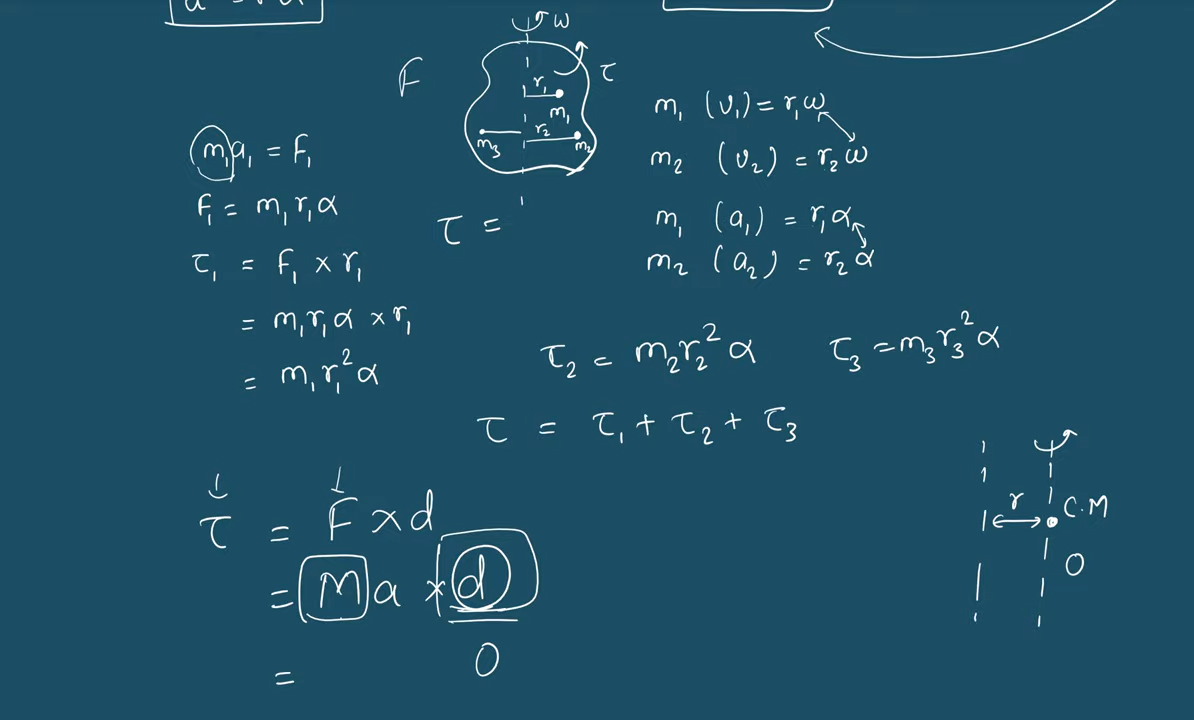 ω
F
τ
r₁
m₁
r₂
m₃
m₂
m₁ (v₁) = r₁ω
m₂ (v₂) = r₂ω
m₁a₁ = F₁
F₁ = m₁r₁α
τ =
m₁ (a₁) = r₁α
m₂ (a₂) = r₂α
τ₁ = F₁ × r₁
= m₁r₁α × r₁
= m₁r₁²α
τ₂ = m₂r₂²α
τ₃ = m₃r₃²α
τ = τ₁ + τ₂ + τ₃
τ = F × d
= Ma × d
= 0
r
C.M
0